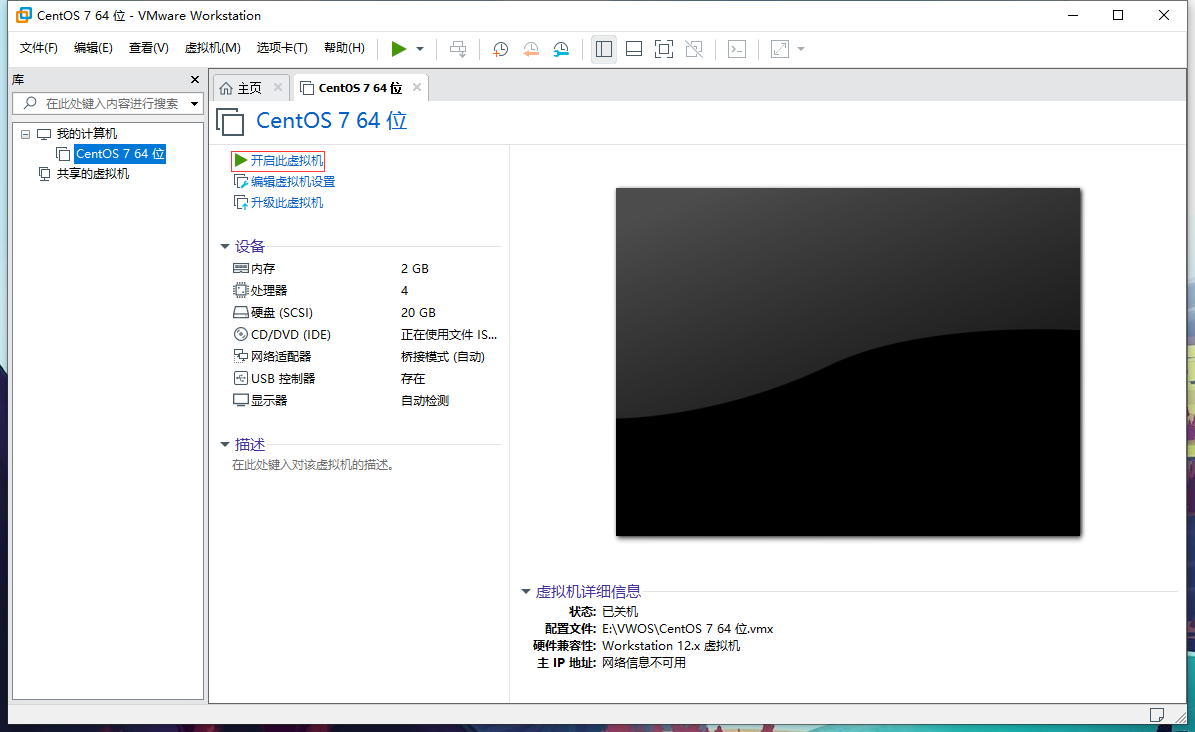 CentOS 7 64 位 - VMware Workstation
文件(F) 编辑(E) 查看(V) 虚拟机(M) 选项卡(T) 帮助(H)
库
在此处键入内容进行搜索
我的计算机
CentOS 7 64 位
共享的虚拟机
主页
CentOS 7 64 位
CentOS 7 64 位
开启此虚拟机
编辑虚拟机设置
升级此虚拟机
设备
内存 2 GB
处理器 4
硬盘 (SCSI) 20 GB
CD/DVD (IDE) 正在使用文件 IS...
网络适配器 桥接模式 (自动)
USB 控制器 存在
显示器 自动检测
描述
在此处键入对该虚拟机的描述。
虚拟机详细信息
状态: 已关机
配置文件: E:\VWOS\CentOS 7 64 位.vmx
硬件兼容性: Workstation 12.x 虚拟机
主 IP 地址: 网络信息不可用